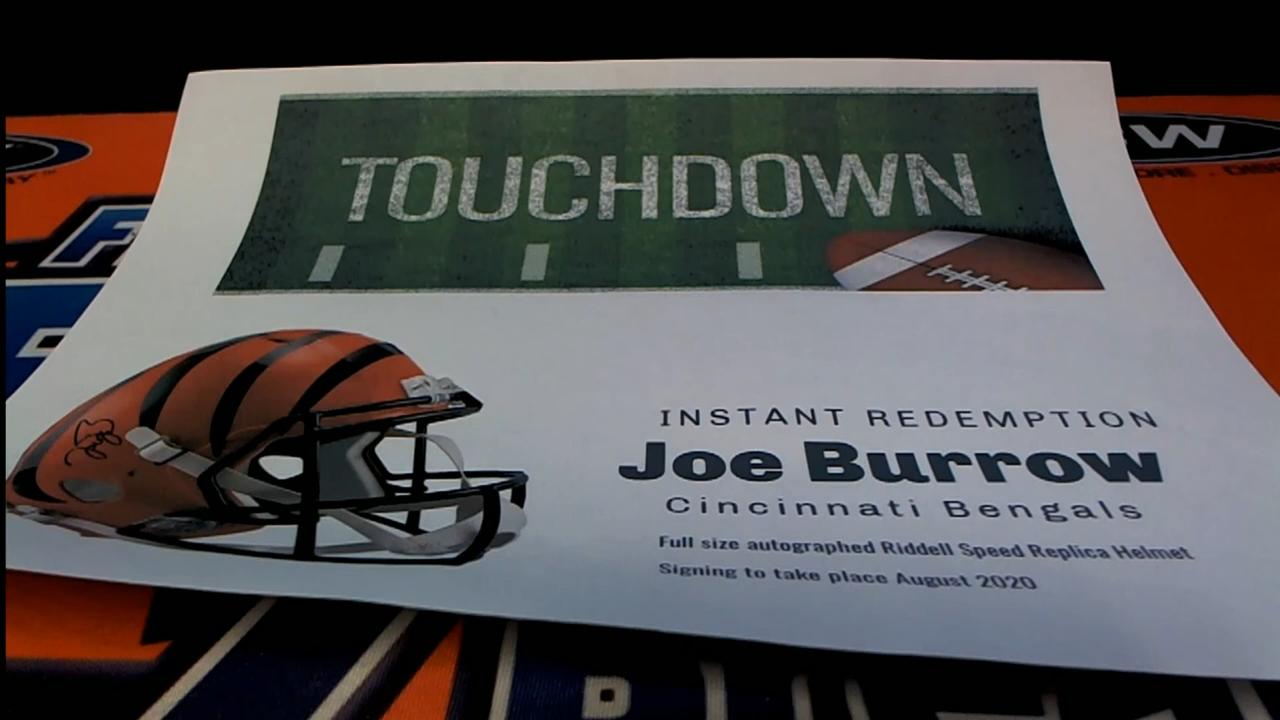 TOUCHDOWN
INSTANT REDEMPTION
Joe Burrow
Cincinnati Bengals
Full size autographed Riddell Speed Replica Helmet
Signing to take place August 2020